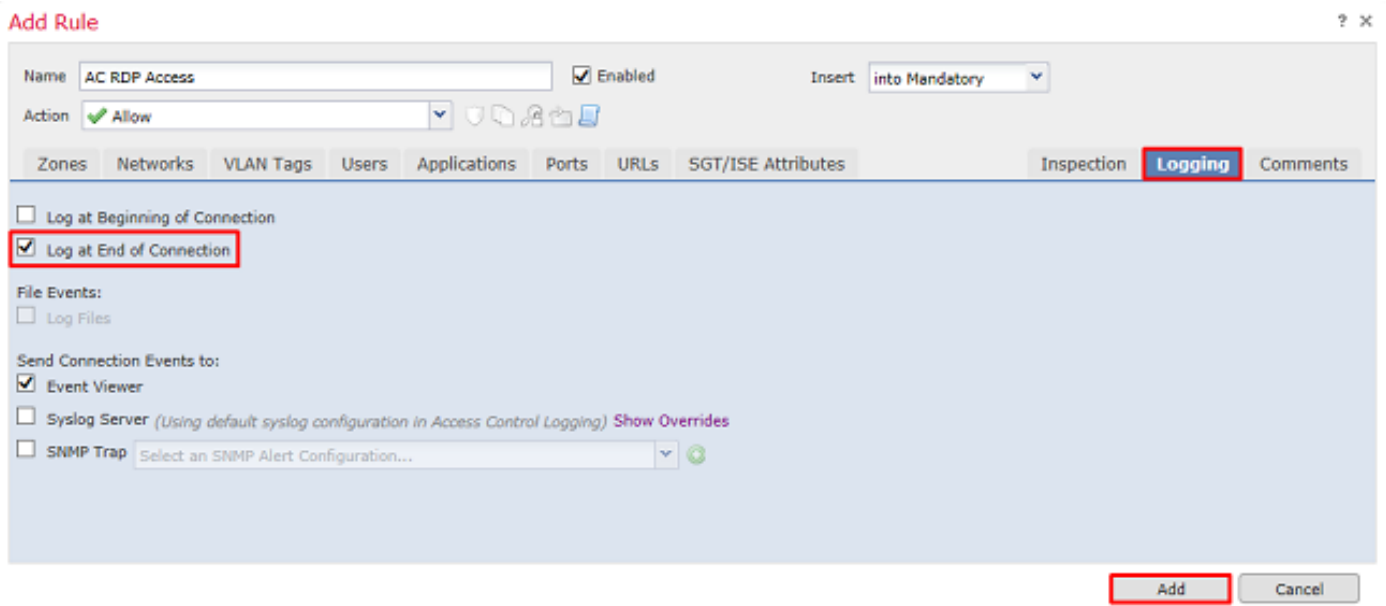 Add Rule ? ×
Name AC RDP Access Enabled Insert into Mandatory
Action Allow
Zones Networks VLAN Tags Users Applications Ports URLs SGT/ISE Attributes Inspection Logging Comments
Log at Beginning of Connection
Log at End of Connection
File Events:
Log Files
Send Connection Events to:
Event Viewer
Syslog Server (Using default syslog configuration in Access Control Logging) Show Overrides
SNMP Trap Select an SNMP Alert Configuration...
Add Cancel